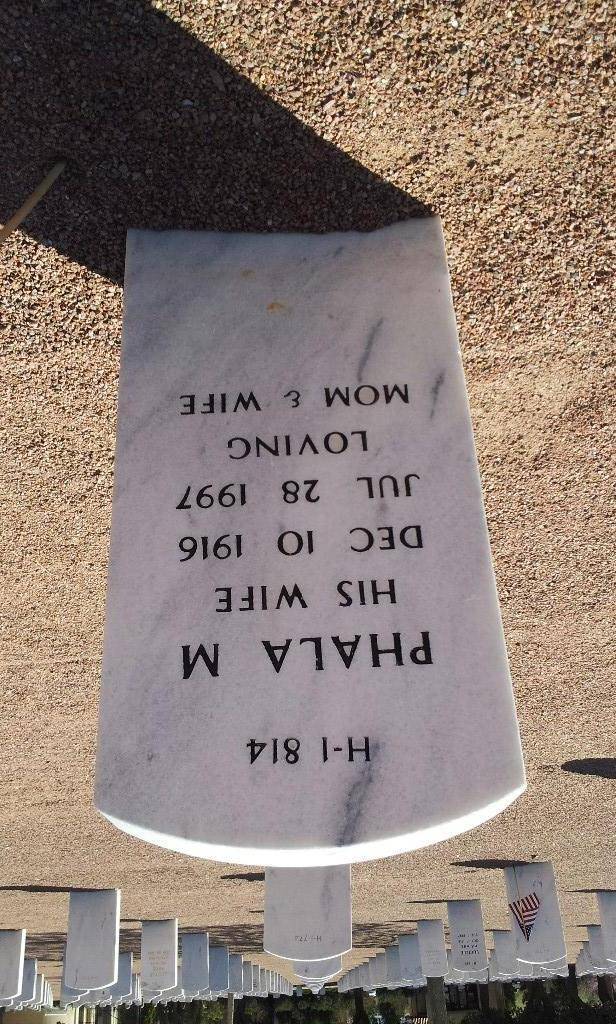 H-1 814
PHALA M
HIS WIFE
DEC 10 1916
JUL 28 1997
LOVING
MOM & WIFE